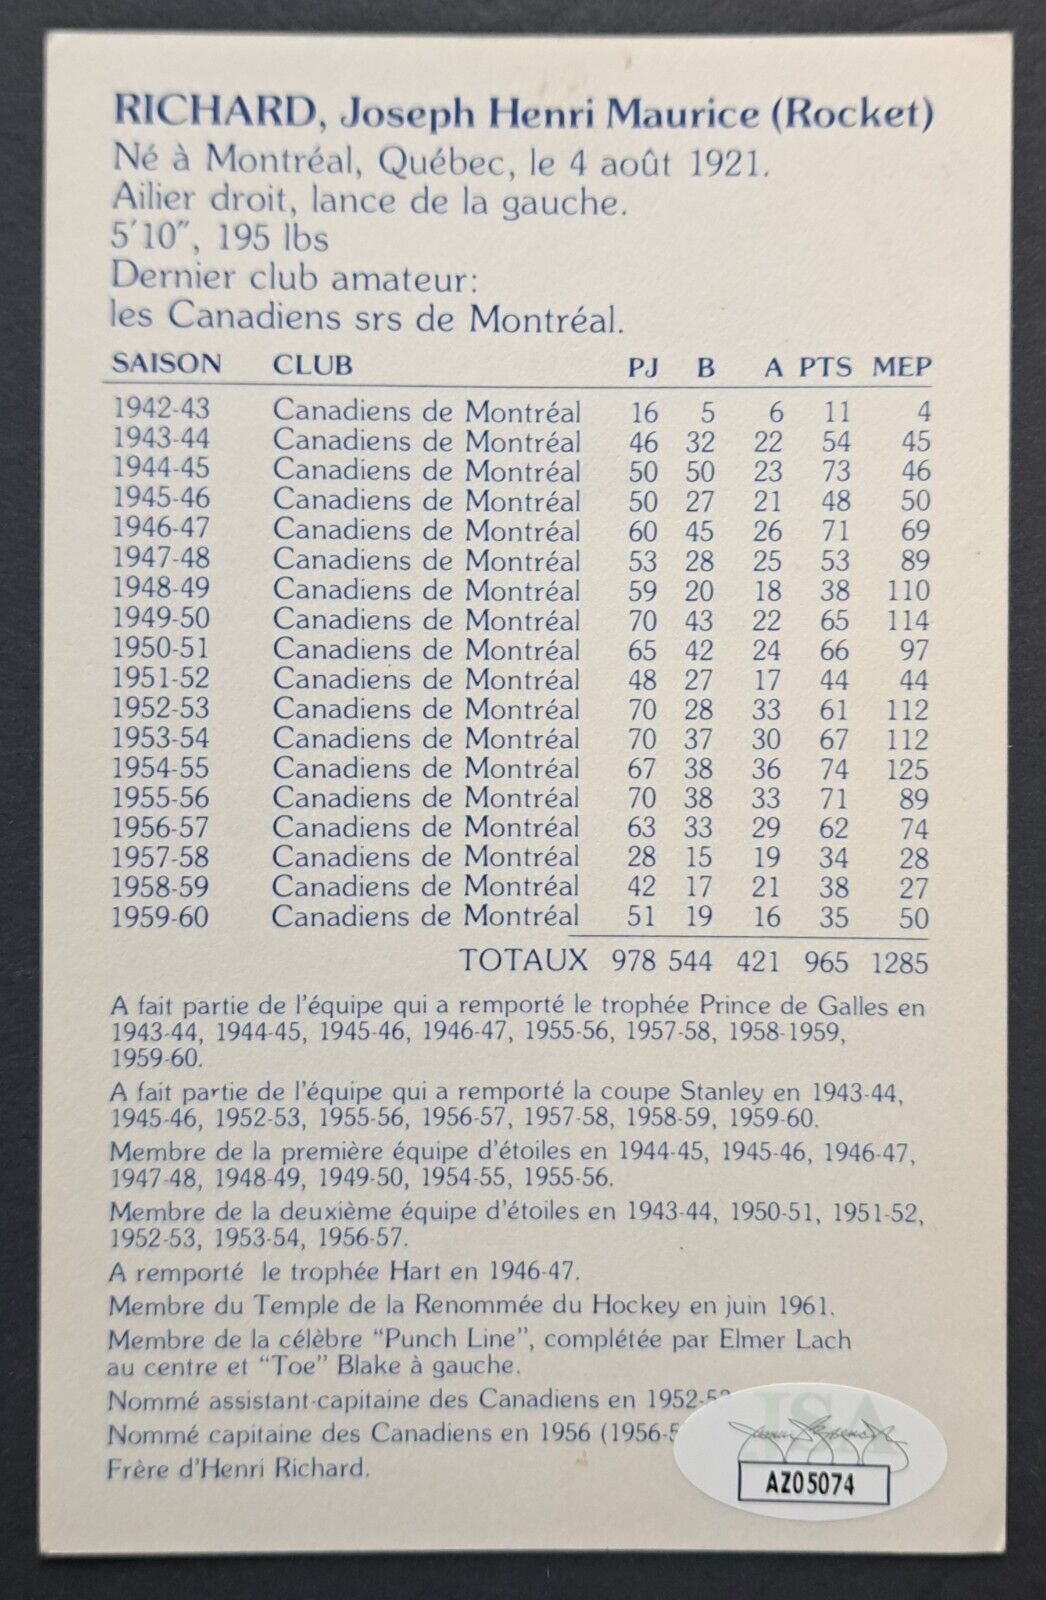 RICHARD, Joseph Henri Maurice (Rocket)
Né à Montréal, Québec, le 4 août 1921.
Ailier droit, lance de la gauche.
5'10", 195 lbs
Dernier club amateur:
les Canadiens srs de Montréal.
SAISON CLUB PJ B A PTS MEP
1942-43 Canadiens de Montréal 16 5 6 11 4
1943-44 Canadiens de Montréal 46 32 22 54 45
1944-45 Canadiens de Montréal 50 50 23 73 46
1945-46 Canadiens de Montréal 50 27 21 48 50
1946-47 Canadiens de Montréal 60 45 26 71 69
1947-48 Canadiens de Montréal 53 28 25 53 89
1948-49 Canadiens de Montréal 59 20 18 38 110
1949-50 Canadiens de Montréal 70 43 22 65 114
1950-51 Canadiens de Montréal 65 42 24 66 97
1951-52 Canadiens de Montréal 48 27 17 44 44
1952-53 Canadiens de Montréal 70 28 33 61 112
1953-54 Canadiens de Montréal 70 37 30 67 112
1954-55 Canadiens de Montréal 67 38 36 74 125
1955-56 Canadiens de Montréal 70 38 33 71 89
1956-57 Canadiens de Montréal 63 33 29 62 74
1957-58 Canadiens de Montréal 28 15 19 34 28
1958-59 Canadiens de Montréal 42 17 21 38 27
1959-60 Canadiens de Montréal 51 19 16 35 50
TOTAUX 978 544 421 965 1285
A fait partie de l'équipe qui a remporté le trophée Prince de Galles en
1943-44, 1944-45, 1945-46, 1946-47, 1955-56, 1957-58, 1958-1959,
1959-60.
A fait partie de l'équipe qui a remporté la coupe Stanley en 1943-44,
1945-46, 1952-53, 1955-56, 1956-57, 1957-58, 1958-59, 1959-60.
Membre de la première équipe d'étoiles en 1944-45, 1945-46, 1946-47,
1947-48, 1948-49, 1949-50, 1954-55, 1955-56.
Membre de la deuxième équipe d'étoiles en 1943-44, 1950-51, 1951-52,
1952-53, 1953-54, 1956-57.
A remporté le trophée Hart en 1946-47.
Membre du Temple de la Renommée du Hockey en juin 1961.
Membre de la célèbre "Punch Line", complétée par Elmer Lach
au centre et "Toe" Blake à gauche.
Nommé assistant-capitaine des Canadiens en
Nommé capitaine des Canadiens en 1956
Frère d'Henri Richard.
JSA
AZ05074